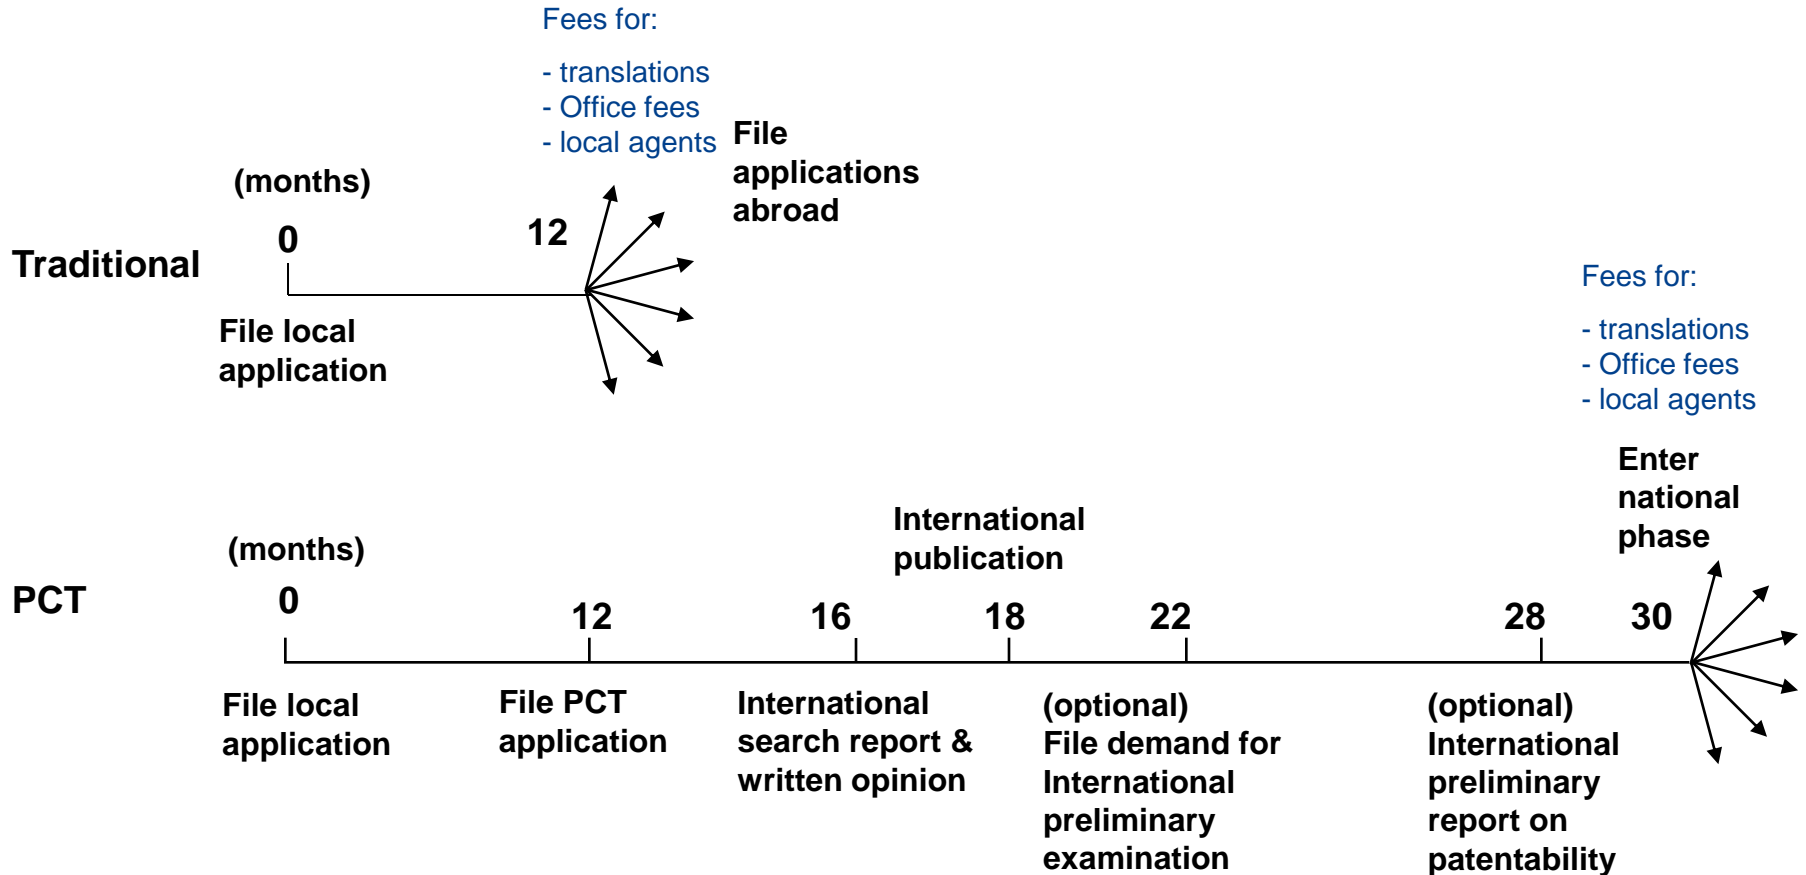 Fees for:
- translations
- Office fees
- local agents
File
applications
abroad
(months)
0
12
Traditional
File local
application
Fees for:
- translations
- Office fees
- local agents
Enter
national
phase
International
publication
(months)
PCT
0
12
16
18
22
28
30
File local
application
File PCT
application
International
search report &
written opinion
(optional)
File demand for
International
preliminary
examination
(optional)
International
preliminary
report on
patentability